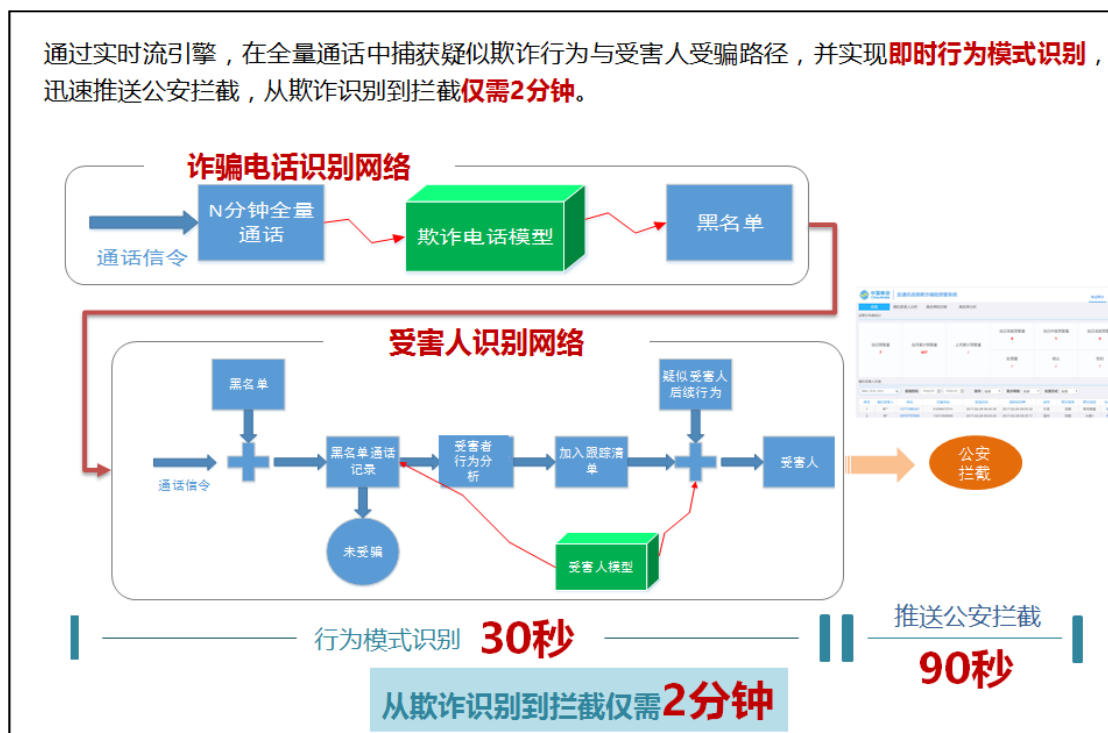 通过实时流引擎，在全量通话中捕获疑似欺诈行为与受害人受骗路径，并实现即时行为模式识别，
迅速推送公安拦截，从欺诈识别到拦截仅需2分钟。
诈骗电话识别网络
通话信令
N分钟全量
通话
欺诈电话模型
黑名单
受害人识别网络
黑名单
疑似受害人
后续行为
通话信令
黑名单通话
记录
受害者
行为分
析
加入跟踪清
单
受害人
未受骗
受害人模型
公安
拦截
行为模式识别 30秒
推送公安拦截
90秒
从欺诈识别到拦截仅需2分钟